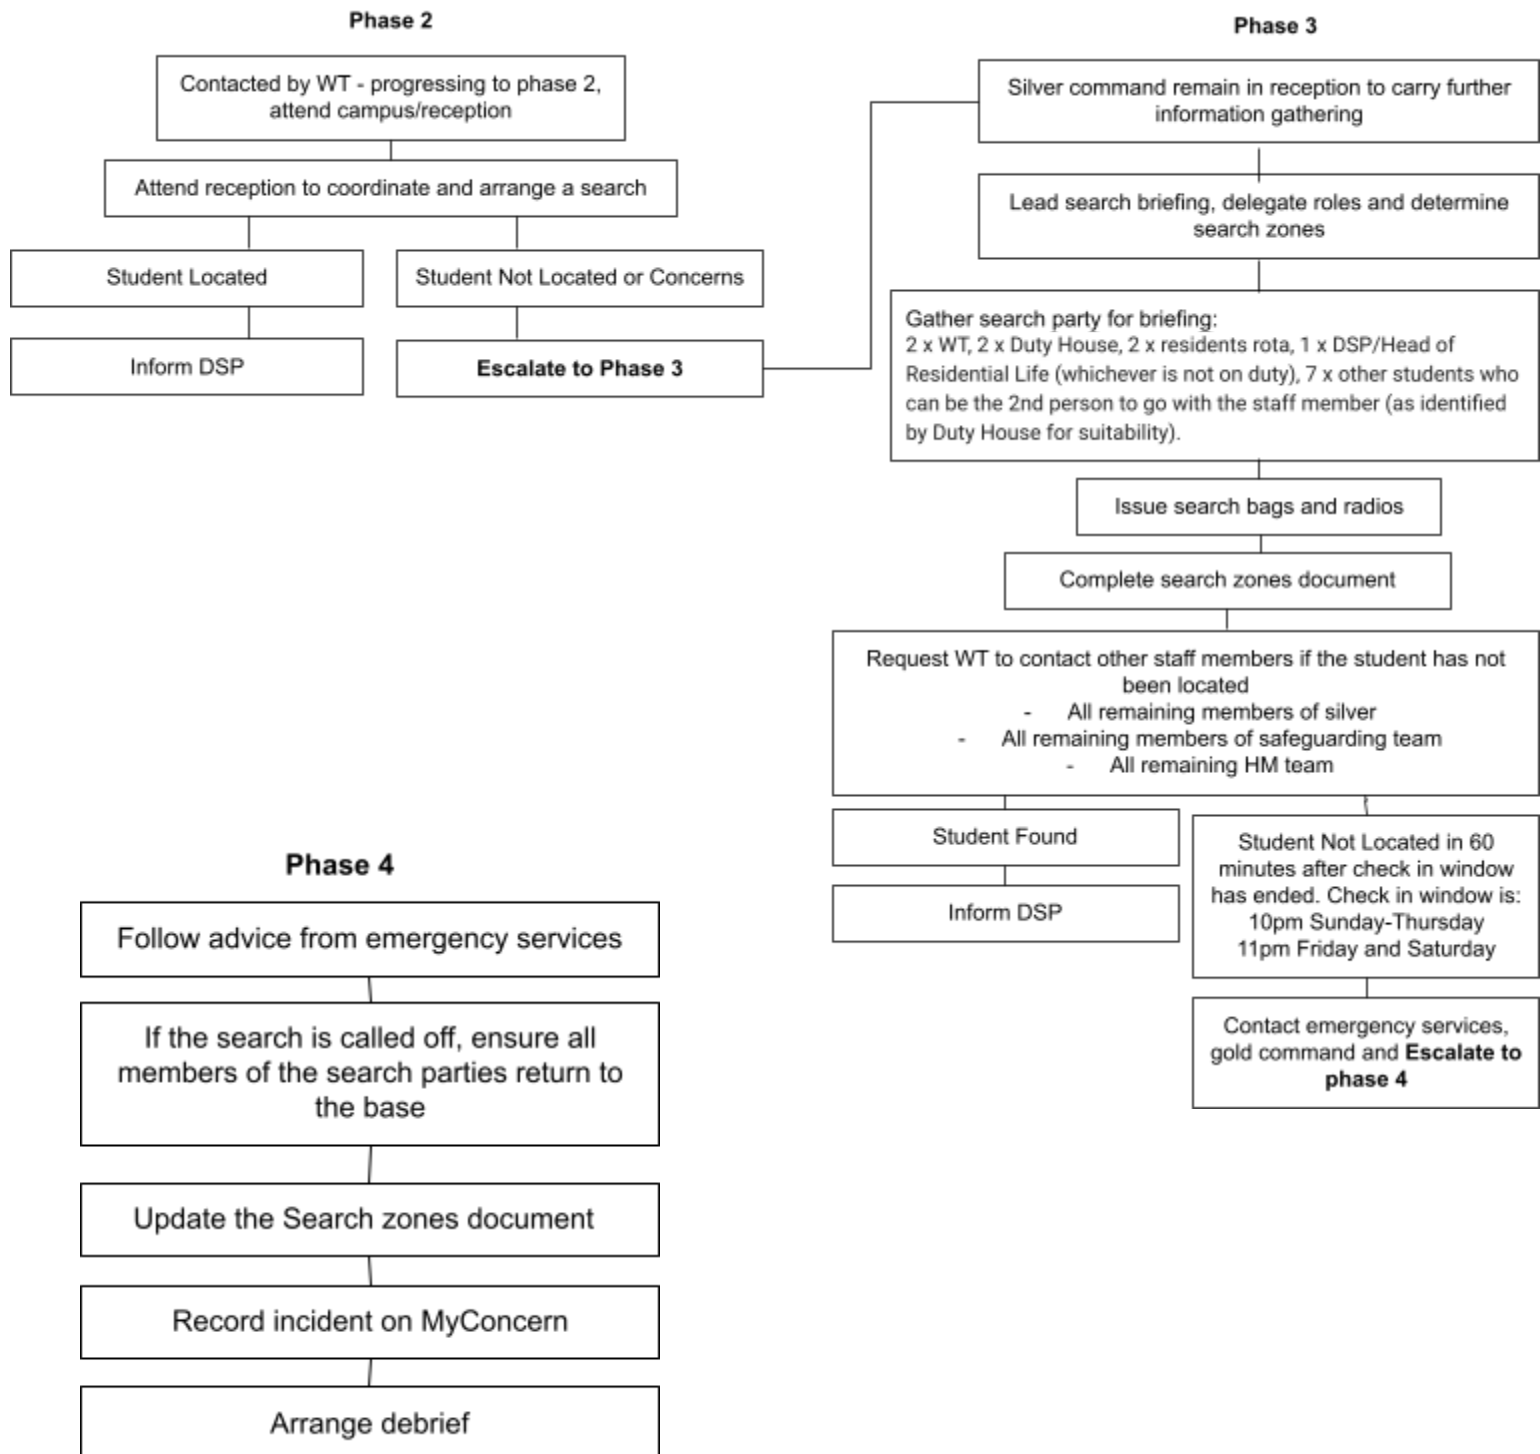 Phase 2
Contacted by WT - progressing to phase 2,
attend campus/reception
Attend reception to coordinate and arrange a search
Student Located
Inform DSP
Student Not Located or Concerns
Escalate to Phase 3
Phase 3
Silver command remain in reception to carry further
information gathering
Lead search briefing, delegate roles and determine
search zones
Gather search party for briefing:
2 x WT, 2 x Duty House, 2 x residents rota, 1 x DSP/Head of
Residential Life (whichever is not on duty), 7 x other students who
can be the 2nd person to go with the staff member (as identified
by Duty House for suitability).
Issue search bags and radios
Complete search zones document
Request WT to contact other staff members if the student has not
been located
- All remaining members of silver
- All remaining members of safeguarding team
- All remaining HM team
Student Found
Inform DSP
Student Not Located in 60
minutes after check in window
has ended. Check in window is:
10pm Sunday-Thursday
11pm Friday and Saturday
Contact emergency services,
gold command and Escalate to
phase 4
Phase 4
Follow advice from emergency services
If the search is called off, ensure all
members of the search parties return to
the base
Update the Search zones document
Record incident on MyConcern
Arrange debrief